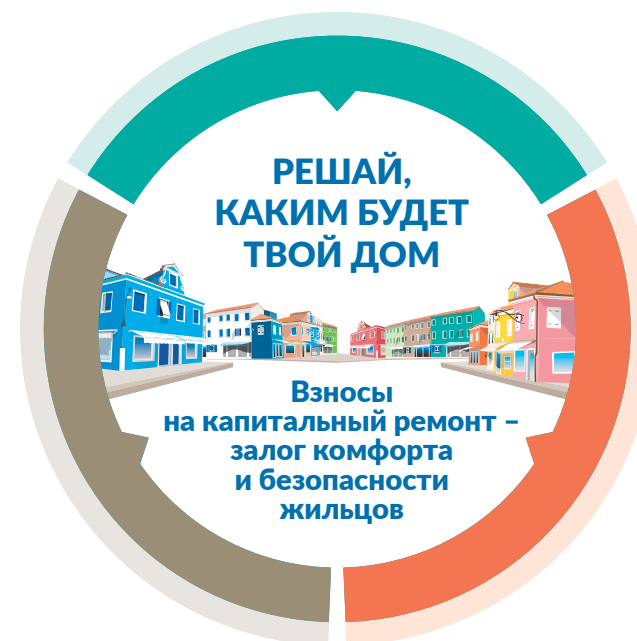 РЕШАЙ,
КАКИМ БУДЕТ
ТВОЙ ДОМ
Взносы
на капитальный ремонт –
залог комфорта
и безопасности
жильцов